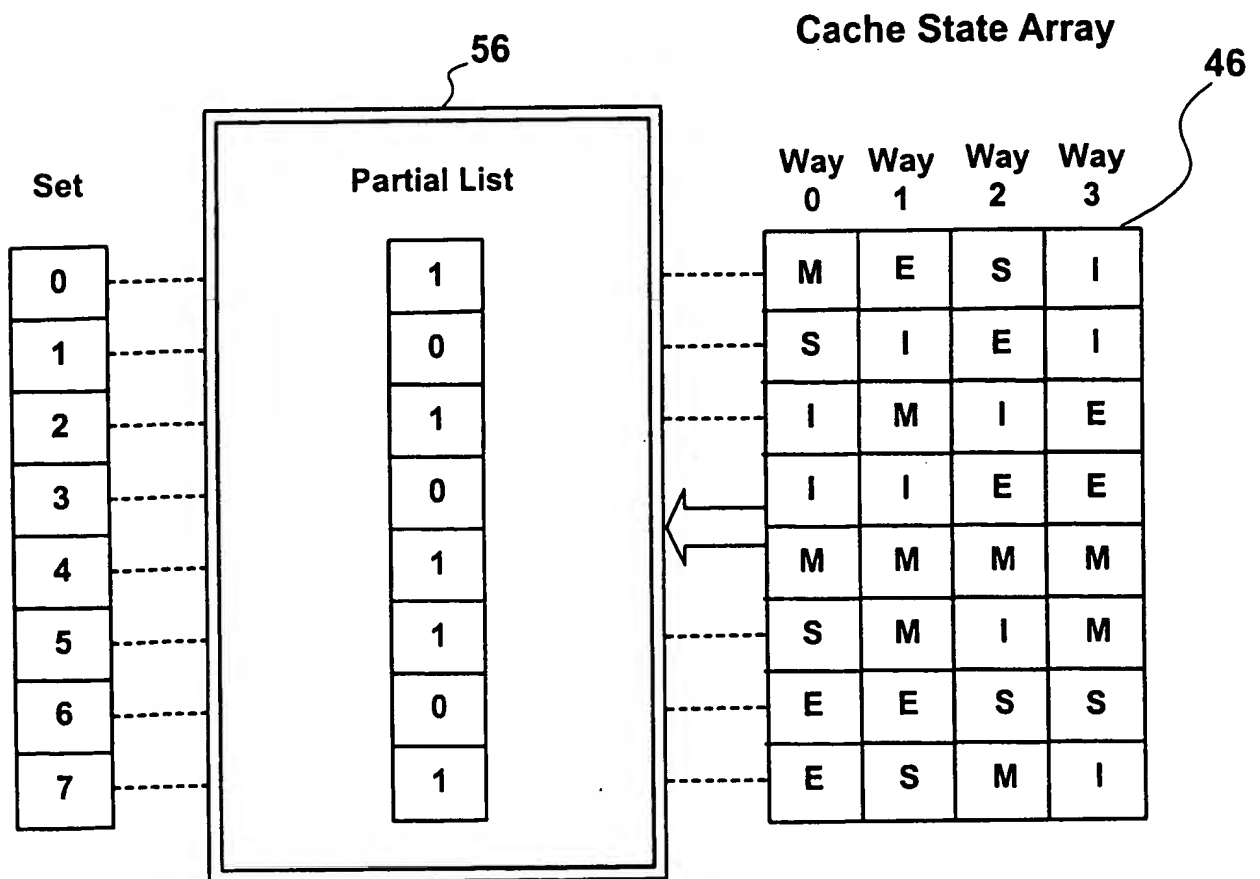 Cache State Array
56
46
Set
Partial List
Way 0
Way 1
Way 2
Way 3
0 1 M E S I
1 0 S I E I
2 1 I M I E
3 0 I I E E
4 1 M M M M
5 1 S M I M
6 0 E E S S
7 1 E S M I